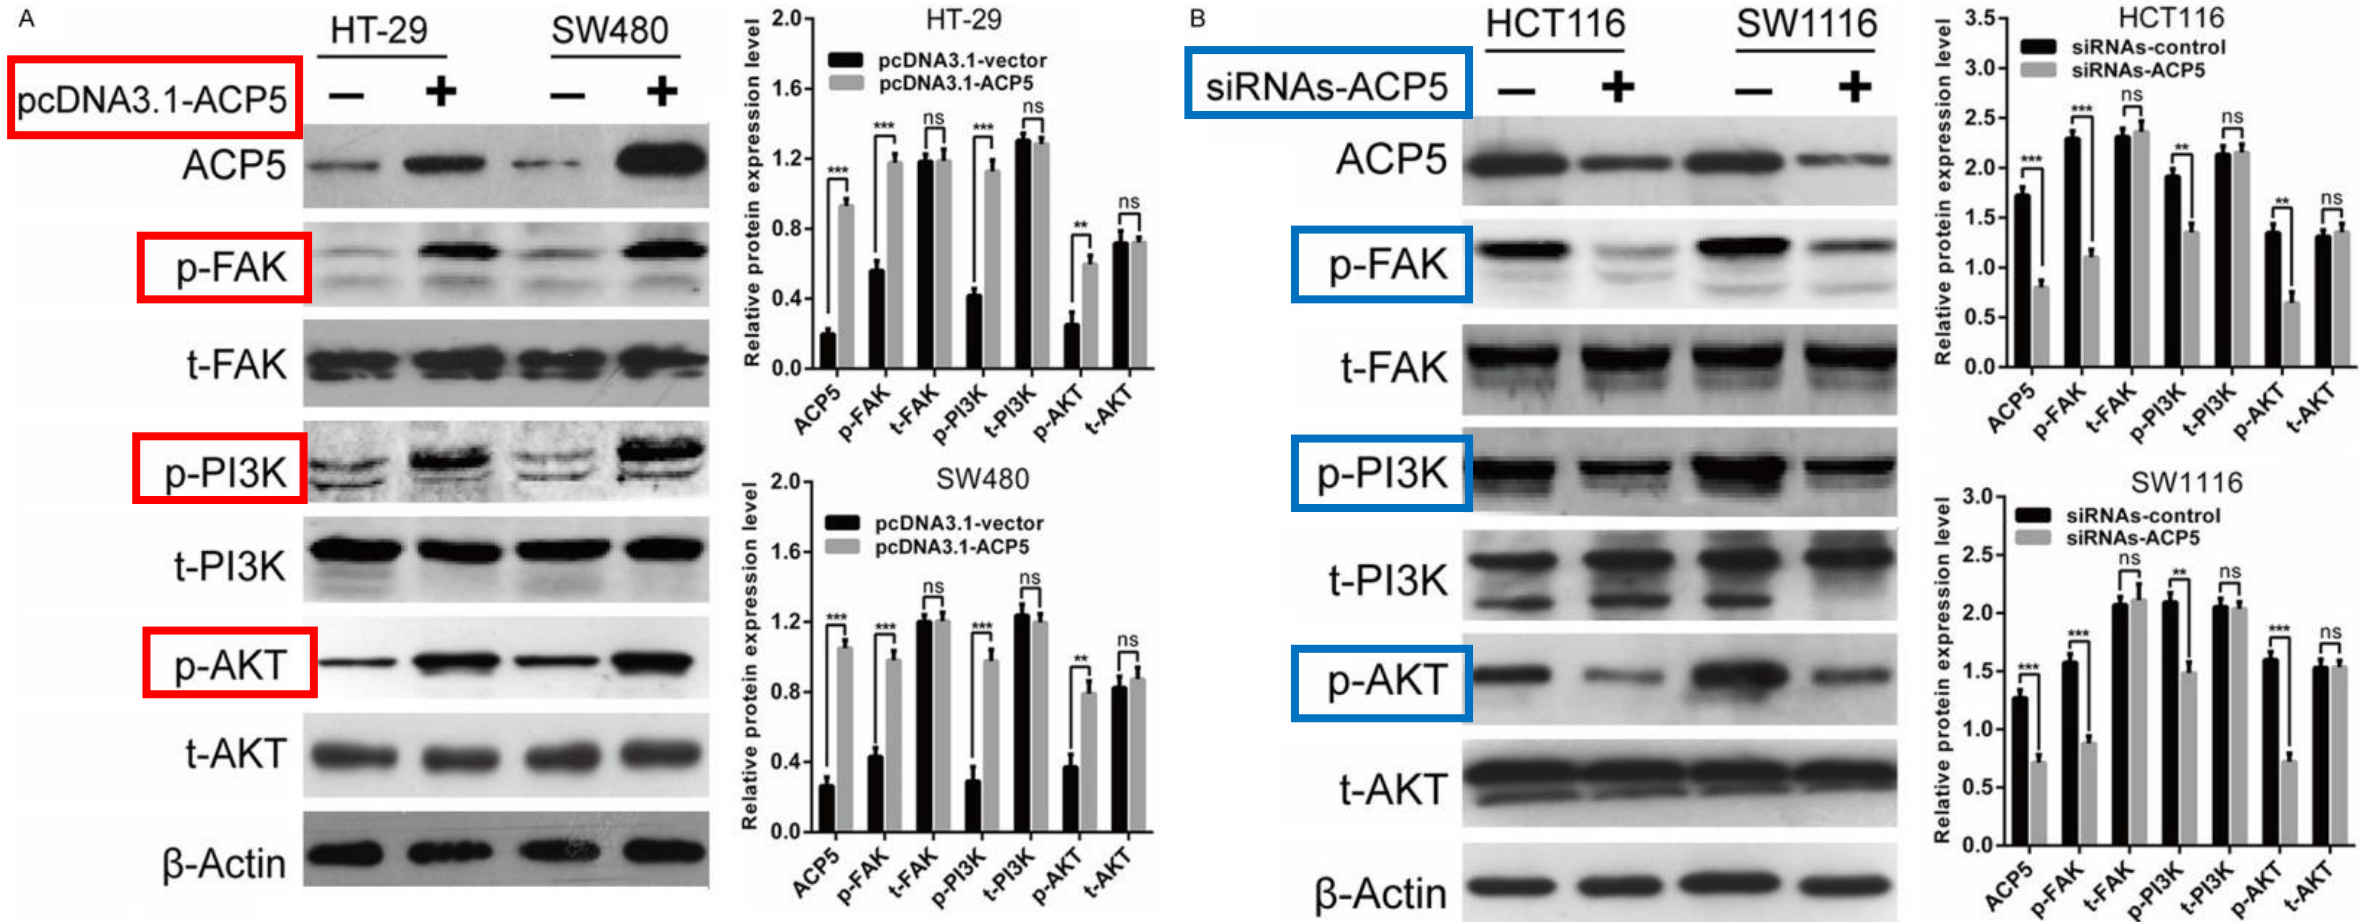 A
HT-29 SW480
pcDNA3.1-ACP5 − + − +
ACP5
p-FAK
t-FAK
p-PI3K
t-PI3K
p-AKT
t-AKT
β-Actin
HT-29
Relative protein expression level
2.0
1.6
1.2
0.8
0.4
0.0
pcDNA3.1-vector
pcDNA3.1-ACP5
*** *** ns *** ns ** ns
ACP5 p-FAK t-FAK p-PI3K t-PI3K p-AKT t-AKT
SW480
Relative protein expression level
2.0
1.6
1.2
0.8
0.4
0.0
pcDNA3.1-vector
pcDNA3.1-ACP5
*** *** ns *** ns ** ns
ACP5 p-FAK t-FAK p-PI3K t-PI3K p-AKT t-AKT
B
HCT116 SW1116
siRNAs-ACP5 − + − +
ACP5
p-FAK
t-FAK
p-PI3K
t-PI3K
p-AKT
t-AKT
β-Actin
HCT116
Relative protein expression level
3.5
3.0
2.5
2.0
1.5
1.0
0.5
0.0
siRNAs-control
siRNAs-ACP5
*** *** ns ** ns ** ns
ACP5 p-FAK t-FAK p-PI3K t-PI3K p-AKT t-AKT
SW1116
Relative protein expression level
3.0
2.5
2.0
1.5
1.0
0.5
0.0
siRNAs-control
siRNAs-ACP5
*** *** ns ** ns *** ns
ACP5 p-FAK t-FAK p-PI3K t-PI3K p-AKT t-AKT